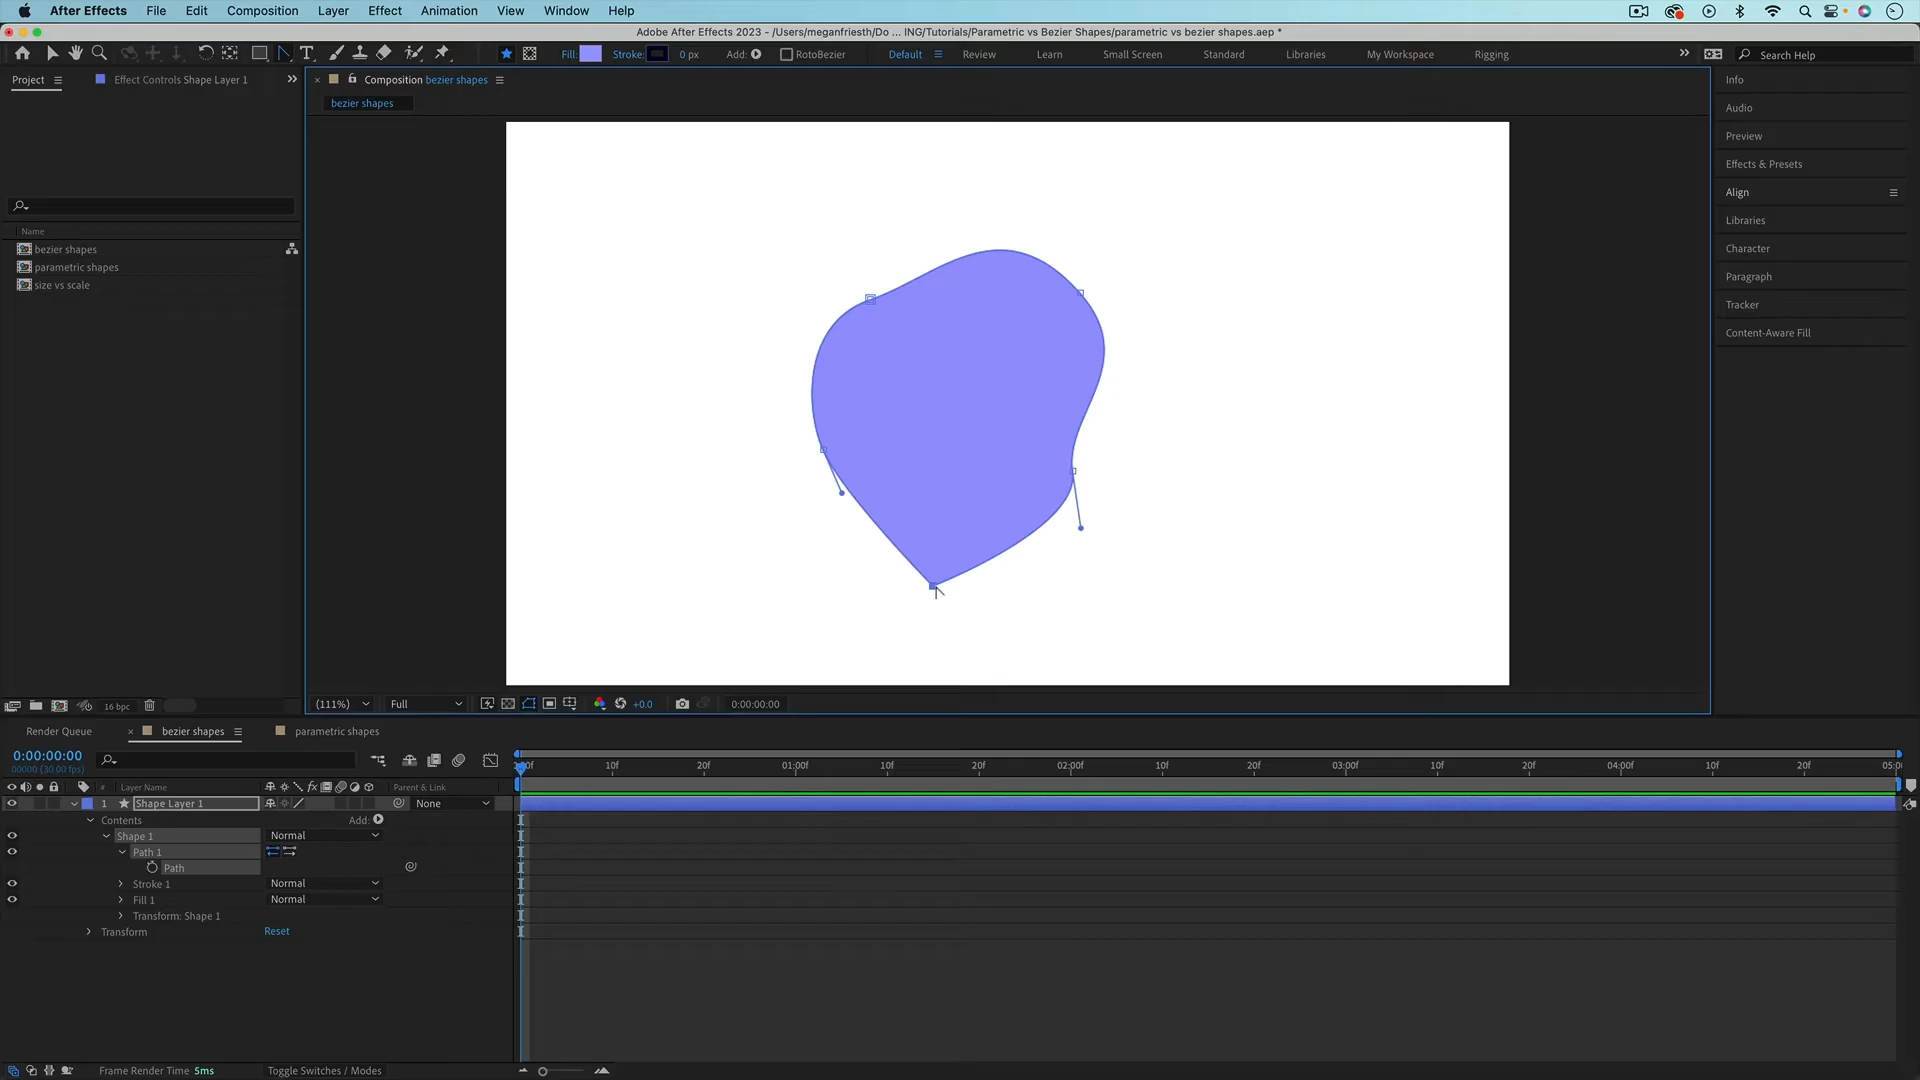 After Effects File Edit Composition Layer Effect Animation View Window Help
Adobe After Effects 2023 - /Users/meganfriesth/Do ... ING/Tutorials/Parametric vs Bezier Shapes/parametric vs bezier shapes.aep *
Fill: Stroke: 0 px Add: RotoBezier Default Review Learn Small Screen Standard Libraries My Workspace Rigging Search Help
Project Effect Controls Shape Layer 1 Composition bezier shapes Info
bezier shapes
Audio
Preview
Effects & Presets
Align
Libraries
Name
bezier shapes
Character
parametric shapes
Paragraph
size vs scale
Tracker
Content-Aware Fill
16 bpc (111%) Full +0.0 0:00:00:00
Render Queue bezier shapes parametric shapes
0:00:00:00
00000 (30.00 fps)
10f 20f 01:00f 10f 20f 02:00f 10f 20f 03:00f 10f 20f 04:00f 10f 20f
# Layer Name fx Parent & Link
1 Shape Layer 1 None
Contents Add:
Shape 1 Normal
Path 1
Path
Stroke 1 Normal
Fill 1 Normal
Transform: Shape 1
Transform Reset
Frame Render Time 5ms Toggle Switches / Modes